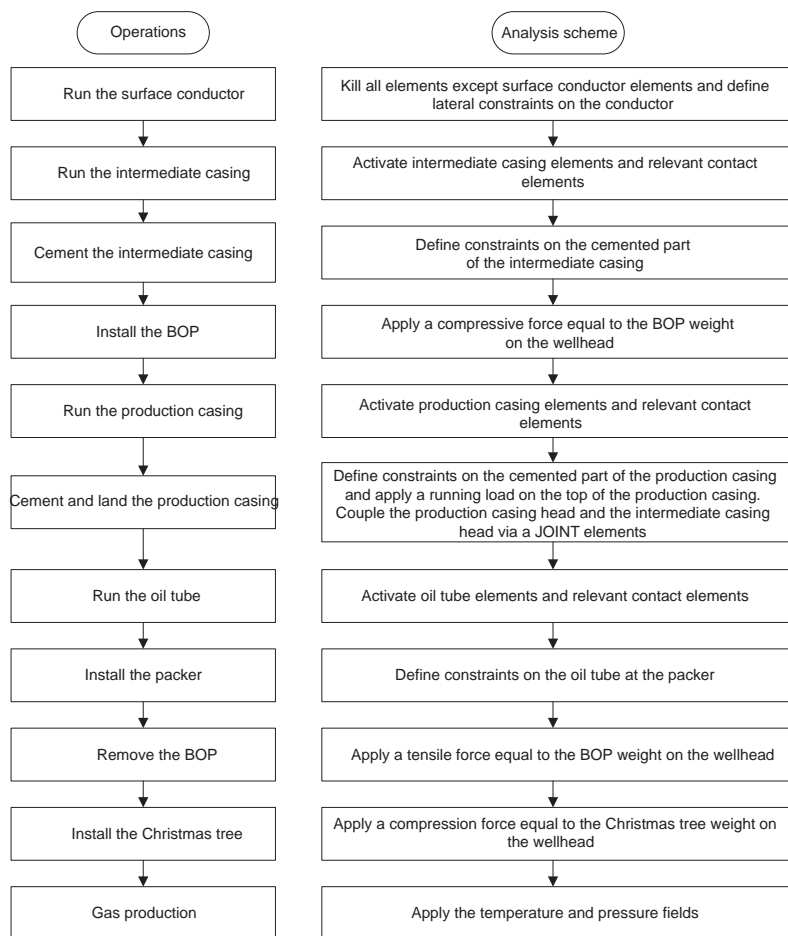 Operations
Analysis scheme
Run the surface conductor
Kill all elements except surface conductor elements and define
lateral constraints on the conductor
Run the intermediate casing
Activate intermediate casing elements and relevant contact
elements
Cement the intermediate casing
Define constraints on the cemented part
of the intermediate casing
Install the BOP
Apply a compressive force equal to the BOP weight
on the wellhead
Run the production casing
Activate production casing elements and relevant contact
elements
Cement and land the production casing
Define constraints on the cemented part of the production casing
and apply a running load on the top of the production casing.
Couple the production casing head and the intermediate casing
head via a JOINT elements
Run the oil tube
Activate oil tube elements and relevant contact elements
Install the packer
Define constraints on the oil tube at the packer
Remove the BOP
Apply a tensile force equal to the BOP weight on the wellhead
Install the Christmas tree
Apply a compression force equal to the Christmas tree weight on
the wellhead
Gas production
Apply the temperature and pressure fields